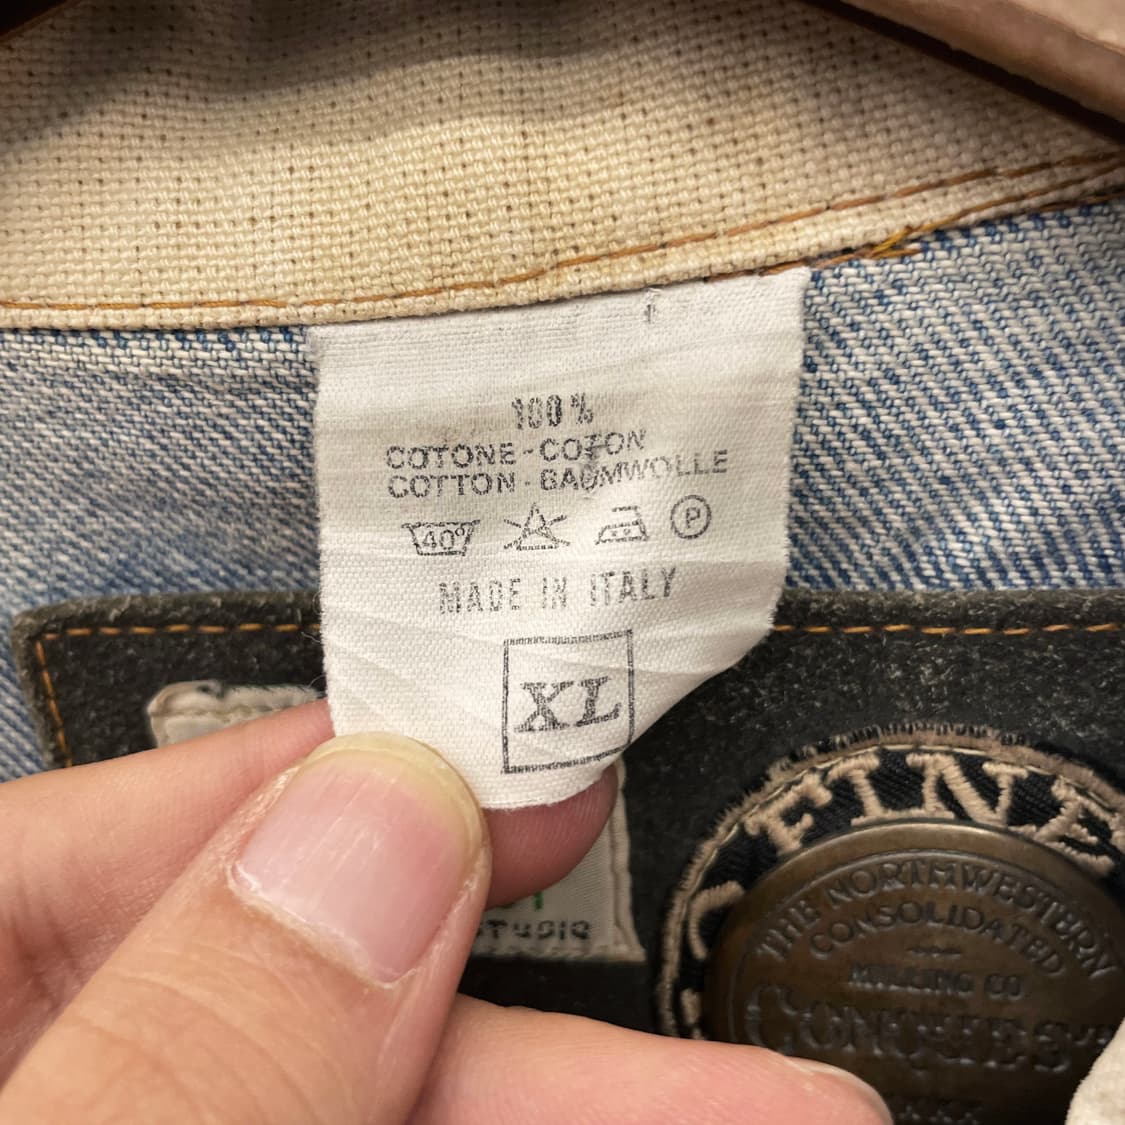 100%
COTONE - COTON
COTTON - BAUMWOLLE
40° P
MADE IN ITALY
XL
FINE
THE NORTHWESTERN
CONSOLIDATED
MILLING CO